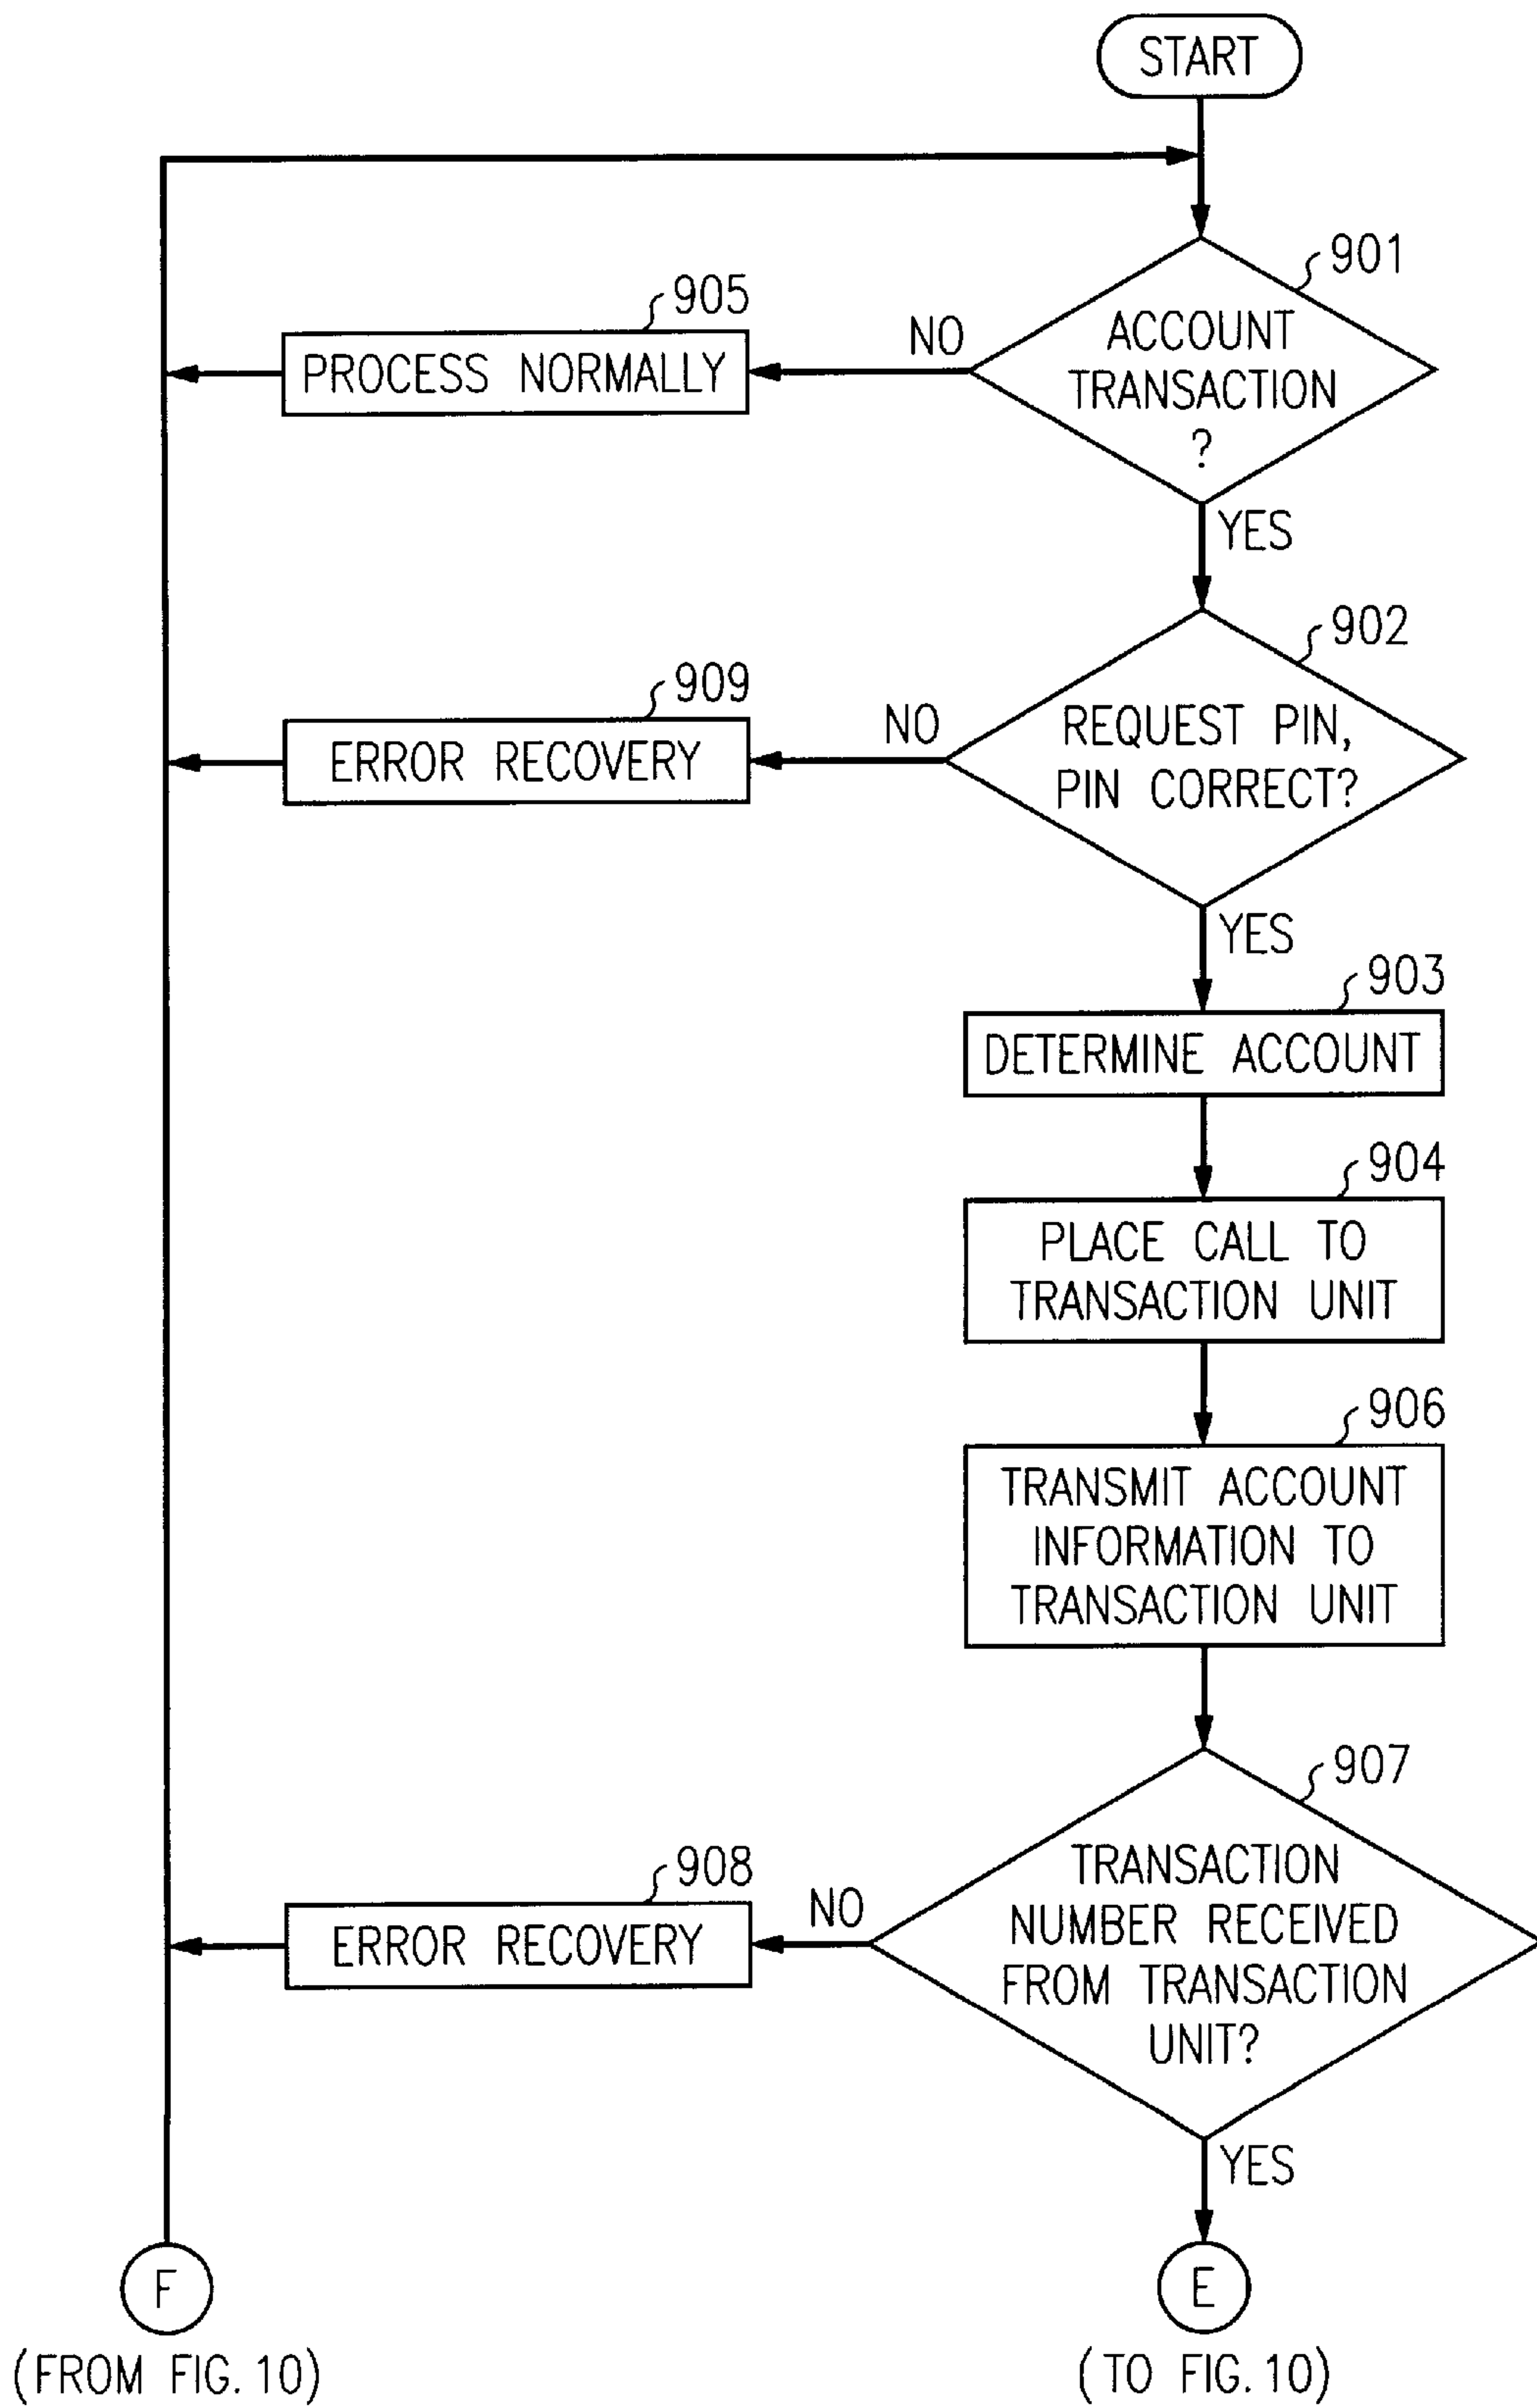 START
901
ACCOUNT
TRANSACTION
?
NO
905
PROCESS NORMALLY
YES
902
REQUEST PIN,
PIN CORRECT?
NO
909
ERROR RECOVERY
YES
903
DETERMINE ACCOUNT
904
PLACE CALL TO
TRANSACTION UNIT
906
TRANSMIT ACCOUNT
INFORMATION TO
TRANSACTION UNIT
907
TRANSACTION
NUMBER RECEIVED
FROM TRANSACTION
UNIT?
NO
908
ERROR RECOVERY
YES
F
(FROM FIG. 10)
E
(TO FIG. 10)